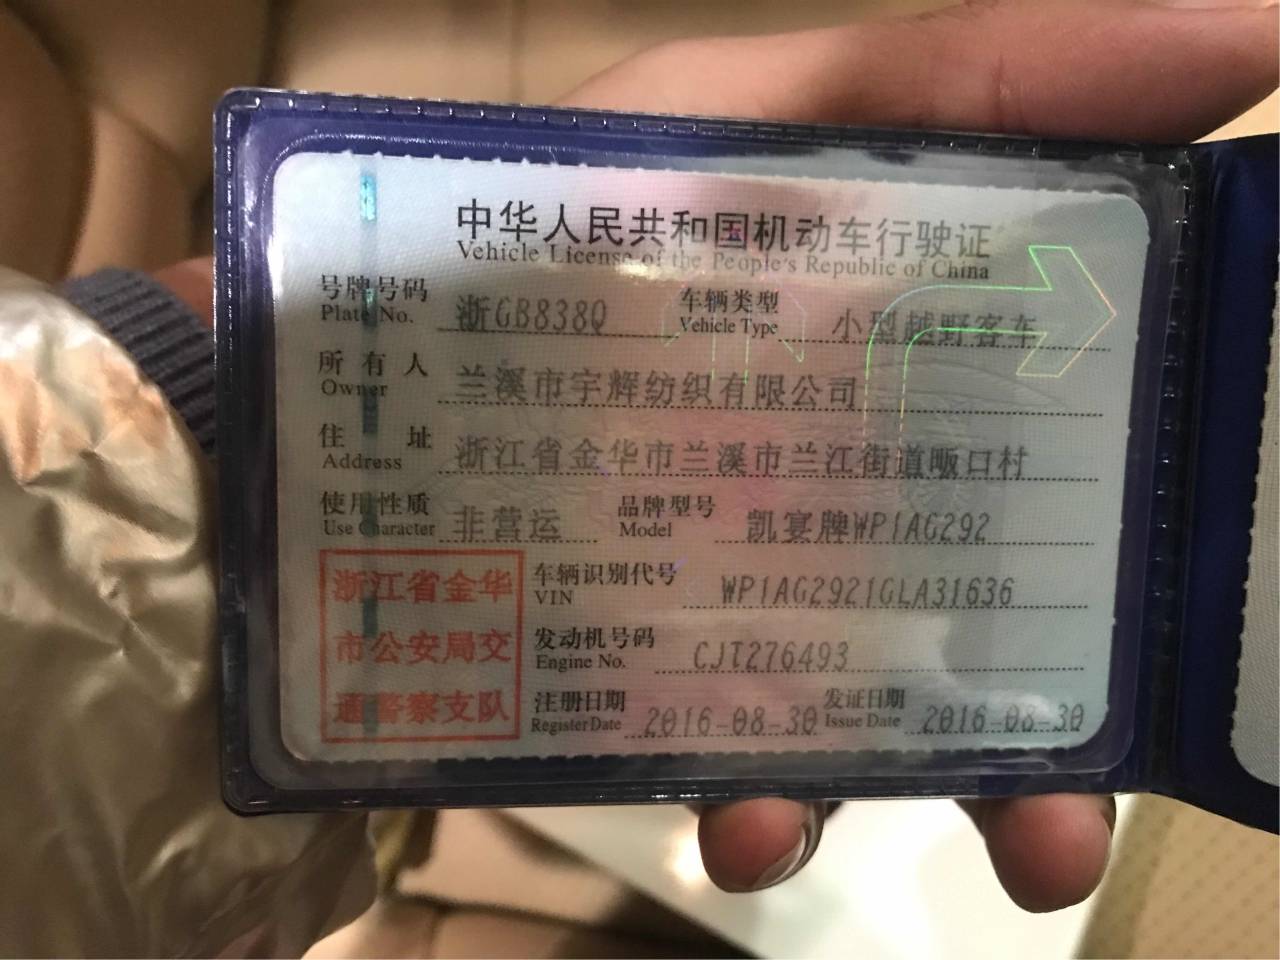 中华人民共和国机动车行驶证
Vehicle License of the People's Republic of China
号牌号码 浙GB838Q 车辆类型 小型越野客车
Plate No. Vehicle Type
所有人 兰溪市宇辉纺织有限公司
Owner
住址 浙江省金华市兰溪市兰江街道畈口村
Address
使用性质 非营运 品牌型号 凯宴牌WP1AG292
Use Character Model
浙江省金华
市公安局交
通警察支队
车辆识别代号 WP1AG2921GLA31636
VIN
发动机号码 CJT276493
Engine No.
注册日期 2016-08-30 发证日期 2016-08-30
Register Date Issue Date